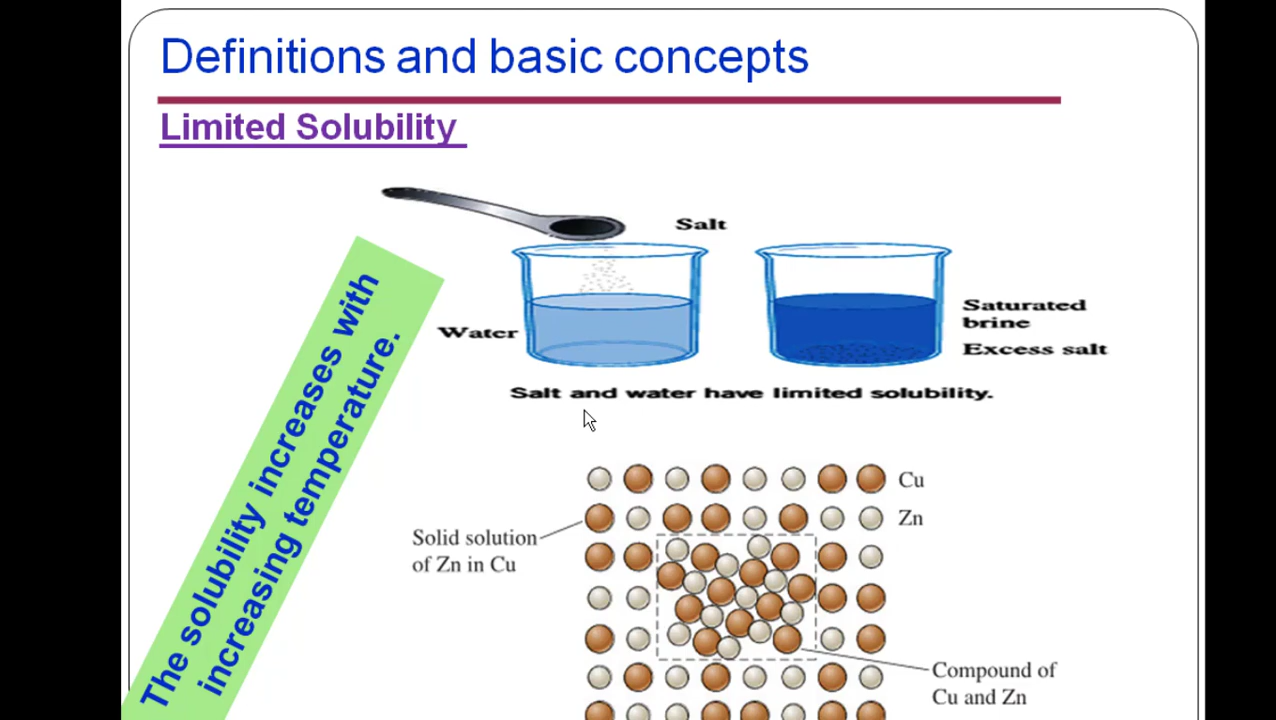 Definitions and basic concepts
Limited Solubility
Salt
Water
Saturated
brine
Excess salt
Salt and water have limited solubility.
The solubility increases with
increasing temperature.
Cu
Zn
Solid solution
of Zn in Cu
Compound of
Cu and Zn